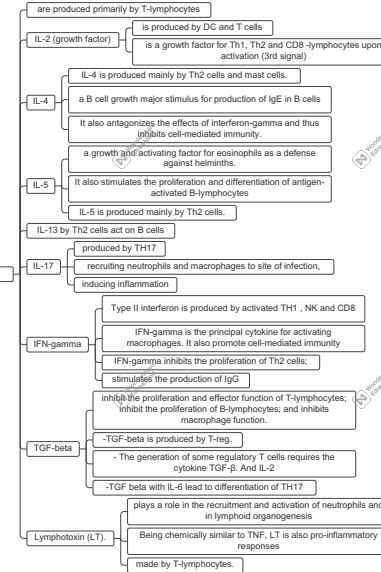 are produced primarily by T-lymphocytes
IL-2 (growth factor)
is produced by DC and T cells
is a growth factor for Th1, Th2 and CD8 -lymphocytes upon
activation (3rd signal)
IL-4
IL-4 is produced mainly by Th2 cells and mast cells.
a B cell growth major stimulus for production of IgE in B cells
It also antagonizes the effects of interferon-gamma and thus
inhibits cell-mediated immunity.
IL-5
a growth and activating factor for eosinophils as a defense
against helminths.
It also stimulates the proliferation and differentiation of antigen-
activated B-lymphocytes
IL-5 is produced mainly by Th2 cells.
IL-13 by Th2 cells act on B cells
IL-17
produced by TH17
recruiting neutrophils and macrophages to site of infection,
inducing inflammation
IFN-gamma
Type II interferon is produced by activated TH1 , NK and CD8
IFN-gamma is the principal cytokine for activating
macrophages. It also promote cell-mediated immunity
IFN-gamma inhibits the proliferation of Th2 cells;
stimulates the production of IgG
TGF-beta
inhibit the proliferation and effector function of T-lymphocytes;
inhibit the proliferation of B-lymphocytes; and inhibits
macrophage function.
-TGF-beta is produced by T-reg.
- The generation of some regulatory T cells requires the
cytokine TGF-β. And IL-2
-TGF beta with IL-6 lead to differentiation of TH17
Lymphotoxin (LT).
plays a role in the recruitment and activation of neutrophils and
in lymphoid organogenesis
Being chemically similar to TNF, LT is also pro-inflammatory
responses
made by T-lymphocytes.